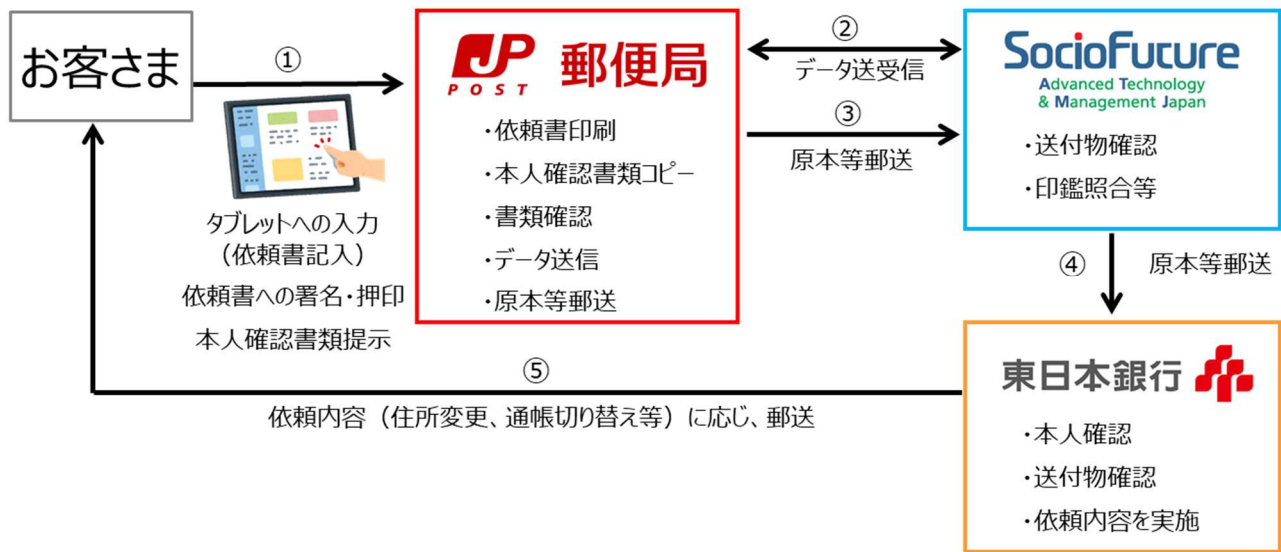 お客さま
①
タブレットへの入力
（依頼書記入）
依頼書への署名・押印
本人確認書類提示
JP
POST
郵便局
・依頼書印刷
・本人確認書類コピー
・書類確認
・データ送信
・原本等郵送
②
データ送受信
③
原本等郵送
SocioFuture
Advanced Technology
& Management Japan
・送付物確認
・印鑑照合等
④
原本等郵送
東日本銀行
・本人確認
・送付物確認
・依頼内容を実施
⑤
依頼内容（住所変更、通帳切り替え等）に応じ、郵送